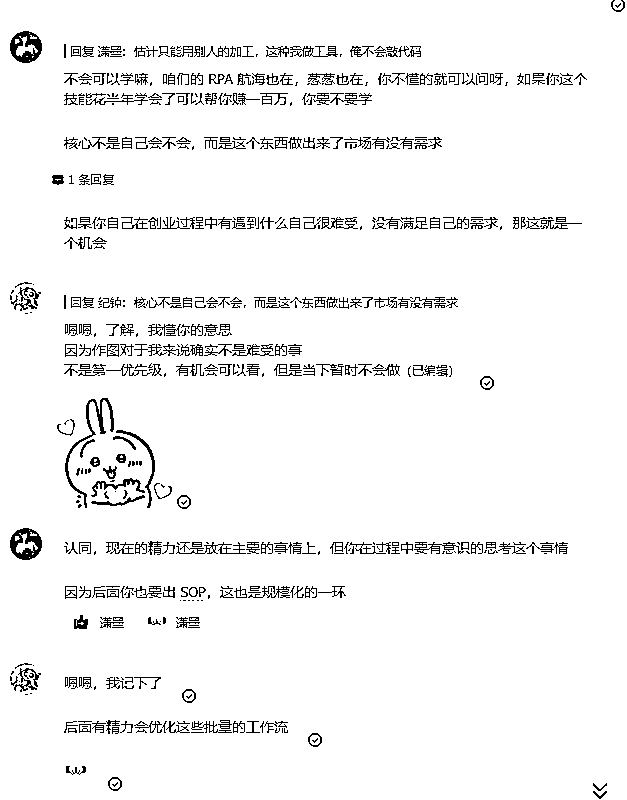 回复 潇昱：估计只能用别人的加工，这种我做工具，俺不会敲代码
不会可以学嘛，咱们的 RPA 航海也在，葱葱也在，你不懂的就可以问呀，如果你这个
技能花半年学会了可以帮你赚一百万，你要不要学
核心不是自己会不会，而是这个东西做出来了市场有没有需求
1 条回复
如果你自己在创业过程中有遇到什么自己很难受，没有满足自己的需求，那这就是一
个机会
回复 纪钟：核心不是自己会不会，而是这个东西做出来了市场有没有需求
嗯嗯，了解，我懂你的意思
因为作图对于我来说确实不是难受的事
不是第一优先级，有机会可以看，但是当下暂时不会做（已编辑）
认同，现在的精力还是放在主要的事情上，但你在过程中要有意识的思考这个事情
因为后面你也要出 SOP，这也是规模化的一环
嗯嗯，我记下了
后面有精力会优化这些批量的工作流